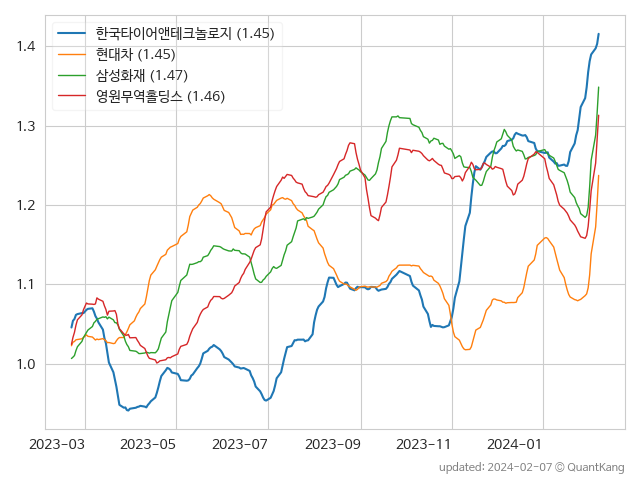 한국타이어앤테크놀로지 (1.45)
현대차 (1.45)
삼성화재 (1.47)
영원무역홀딩스 (1.46)
1.4
1.3
1.2
1.1
1.0
2023-03 2023-05 2023-07 2023-09 2023-11 2024-01
updated: 2024-02-07 © QuantKang